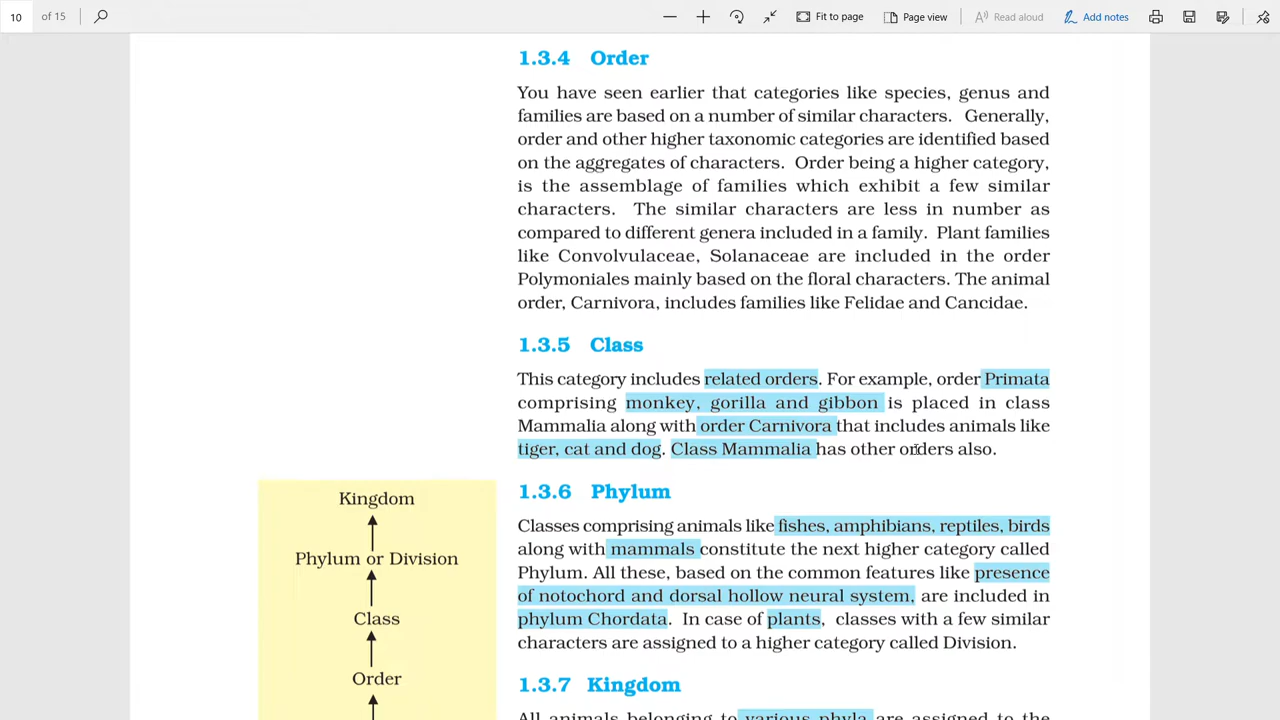 10 of 15 Fit to page Page view Read aloud Add notes
1.3.4 Order
You have seen earlier that categories like species, genus and
families are based on a number of similar characters. Generally,
order and other higher taxonomic categories are identified based
on the aggregates of characters. Order being a higher category,
is the assemblage of families which exhibit a few similar
characters. The similar characters are less in number as
compared to different genera included in a family. Plant families
like Convolvulaceae, Solanaceae are included in the order
Polymoniales mainly based on the floral characters. The animal
order, Carnivora, includes families like Felidae and Cancidae.
1.3.5 Class
This category includes related orders. For example, order Primata
comprising monkey, gorilla and gibbon is placed in class
Mammalia along with order Carnivora that includes animals like
tiger, cat and dog. Class Mammalia has other orders also.
1.3.6 Phylum
Classes comprising animals like fishes, amphibians, reptiles, birds
along with mammals constitute the next higher category called
Phylum. All these, based on the common features like presence
of notochord and dorsal hollow neural system, are included in
phylum Chordata. In case of plants, classes with a few similar
characters are assigned to a higher category called Division.
1.3.7 Kingdom
All animals belonging to various phyla are assigned to the
Kingdom
Phylum or Division
Class
Order